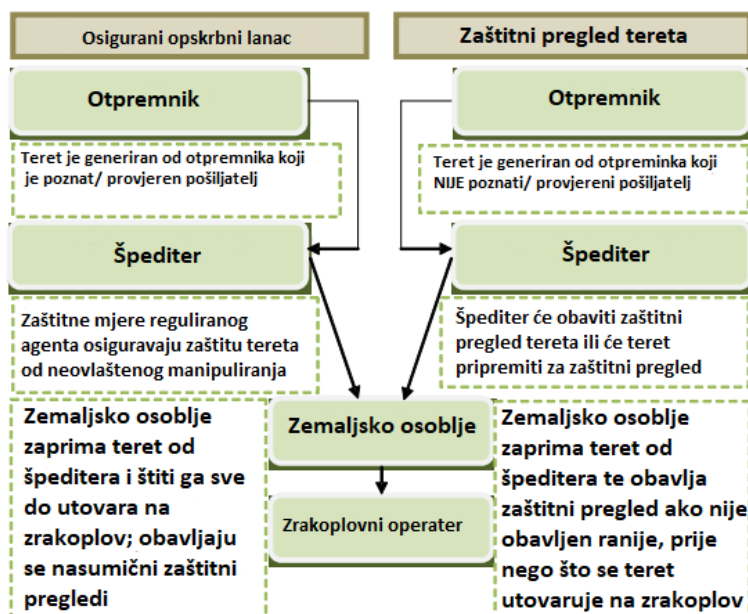 Osigurani opskrbni lanac
Zaštitni pregled tereta
Otpremnik
Otpremnik
Teret je generiran od otpremnika koji
je poznat/ provjeren pošiljatelj
Teret je generiran od otpreminka koji
NIJE poznati/ provjereni pošiljatelj
Špediter
Špediter
Zaštitne mjere reguliranog
agenta osiguravaju zaštitu tereta
od neovlaštenog manipuliranja
Špediter će obaviti zaštitni
pregled tereta ili će teret
pripremiti za zaštitni pregled
Zemaljsko osoblje
zaprima teret od
špeditera i štiti ga sve
do utovara na
zrakoplov; obavljaju
se nasumični zaštitni
pregledi
Zemaljsko osoblje
Zrakoplovni operater
Zemaljsko osoblje
zaprima teret od
špeditera te obavlja
zaštitni pregled ako nije
obavljen ranije, prije
nego što se teret
utovaruje na zrakoplov